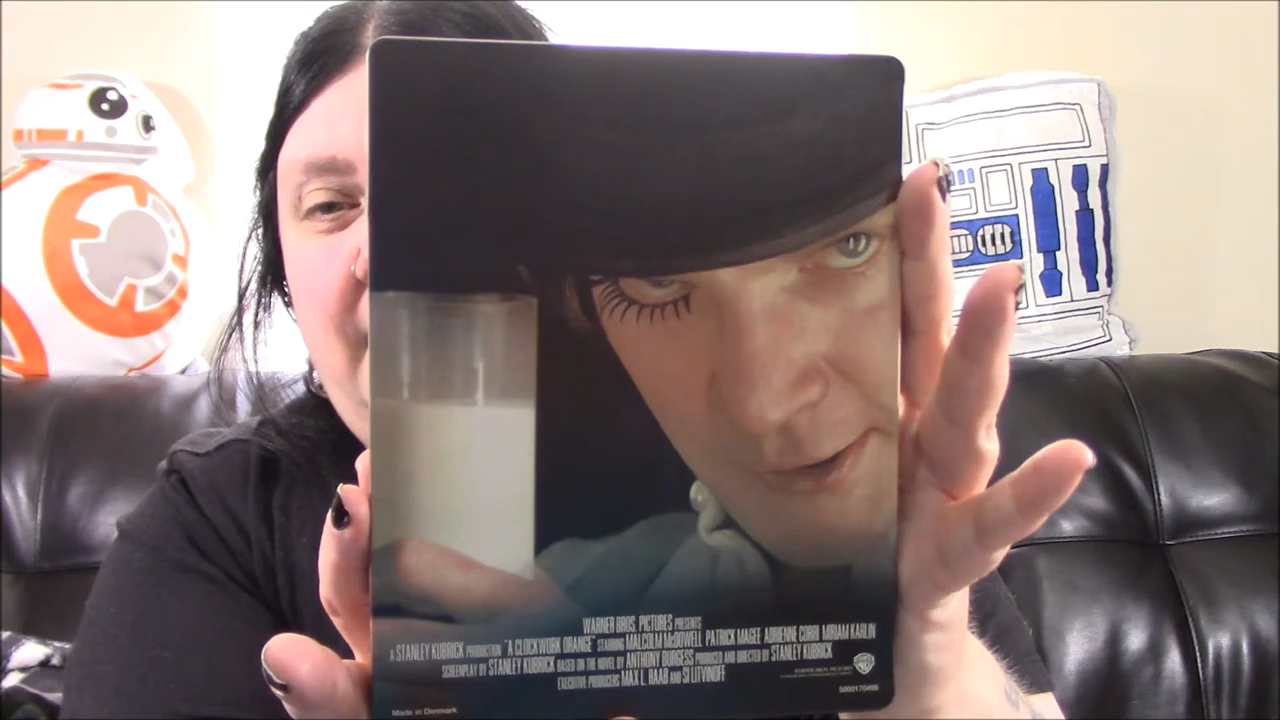 WARNER BROS. PICTURES PRESENTS
A STANLEY KUBRICK PRODUCTION "A CLOCKWORK ORANGE" STARRING MALCOLM McDOWELL PATRICK MAGEE ADRIENNE CORRI MIRIAM KARLIN
SCREENPLAY BY STANLEY KUBRICK BASED ON THE NOVEL BY ANTHONY BURGESS PRODUCED AND DIRECTED BY STANLEY KUBRICK
EXECUTIVE PRODUCERS MAX L. RAAB AND SI LITVINOFF
WB
5000170496
Made in Denmark